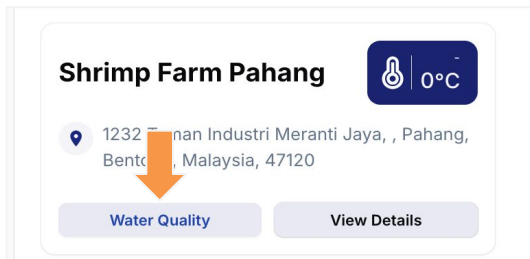 Shrimp Farm Pahang
-
0°C
1232 Industri Meranti Jaya, , Pahang,
Malaysia, 47120
Water Quality
View Details